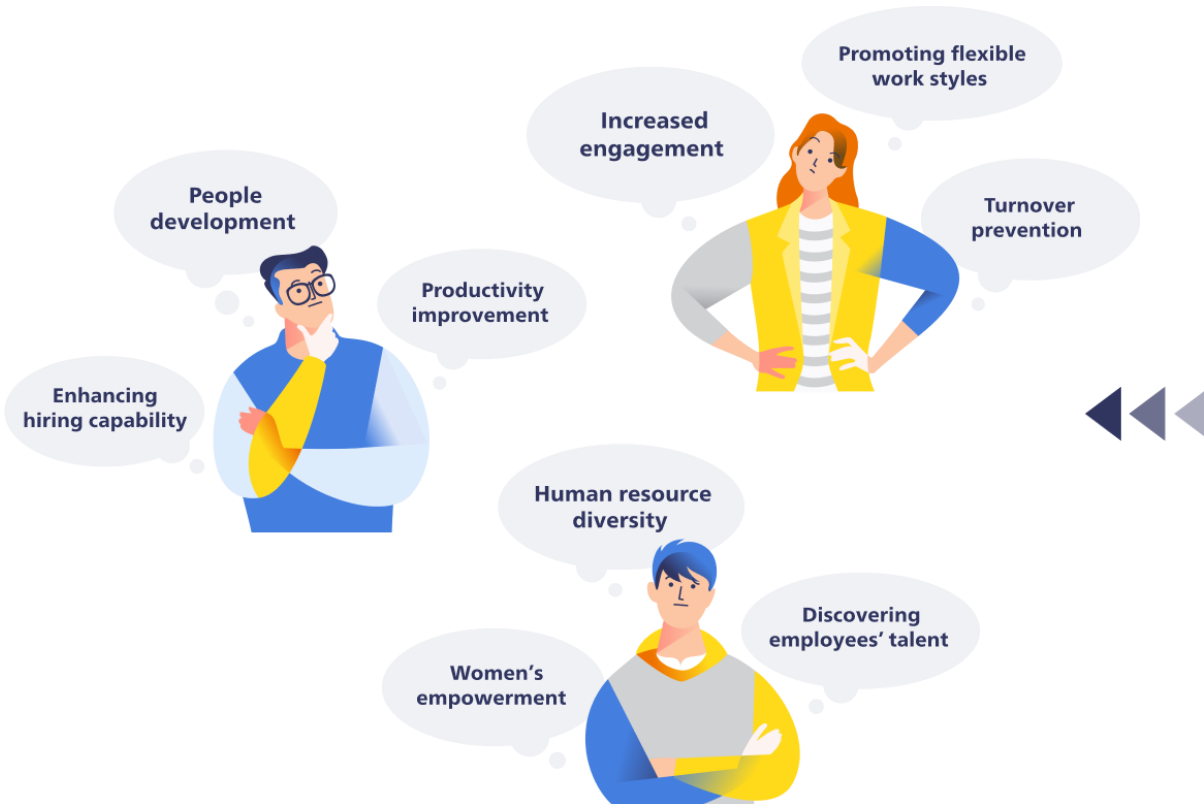 Promoting flexible
work styles
Increased
engagement
Turnover
prevention
People
development
Productivity
improvement
Enhancing
hiring capability
Human resource
diversity
Discovering
employees’ talent
Women’s
empowerment